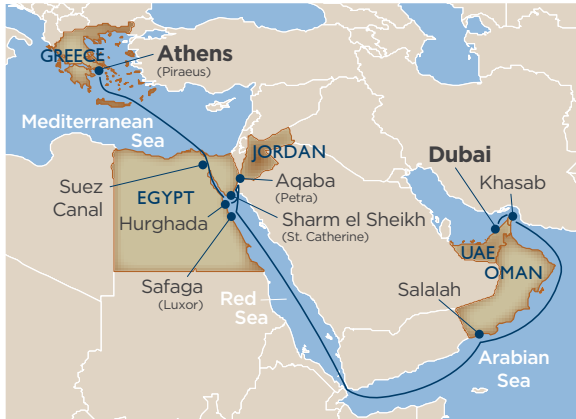 GREECE
Athens
(Piraeus)
Mediterranean
Sea
JORDAN
Dubai
Suez
Canal
EGYPT
Aqaba
(Petra)
Khasab
Hurghada
Sharm el Sheikh
(St. Catherine)
UAE
OMAN
Safaga
(Luxor)
Red
Sea
Salalah
Arabian
Sea